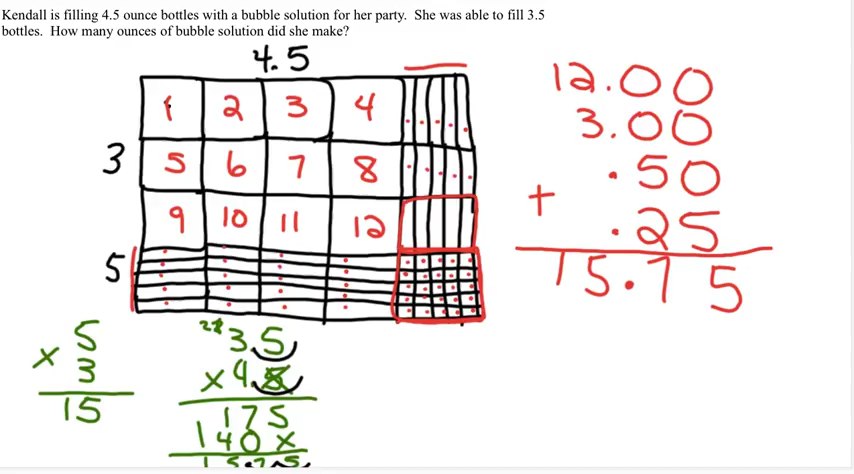 Kendall is filling 4.5 ounce bottles with a bubble solution for her party. She was able to fill 3.5
bottles. How many ounces of bubble solution did she make?
4.5
3
5
1 2 3 4
5 6 7 8
9 10 11 12
12.00
3.00
.50
+ .25
15.75
5
x 3
15
3.5
x 4.5
175
140x
15.75